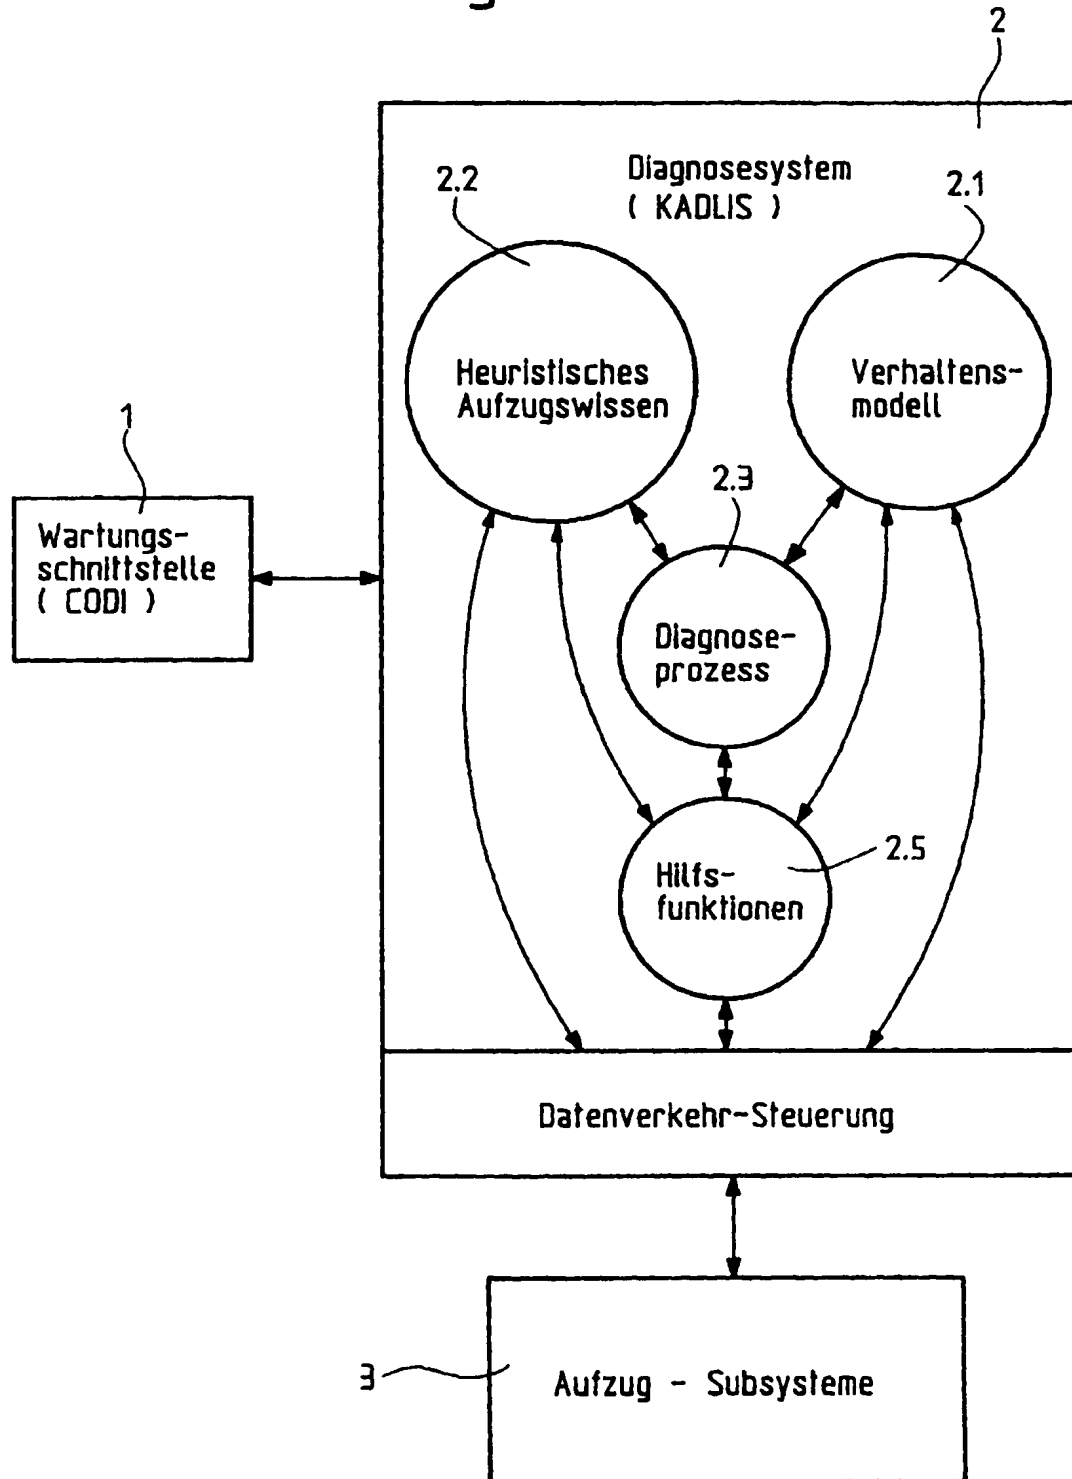 2
Diagnosesystem
( KADLIS )
2.2
2.1
Heuristisches
Aufzugswissen
Verhaltens-
modell
1
2.3
Wartungs-
schnittstelle
( CODI )
Diagnose-
prozess
2.5
Hilfs-
funktionen
Datenverkehr-Steuerung
3
Aufzug - Subsysteme